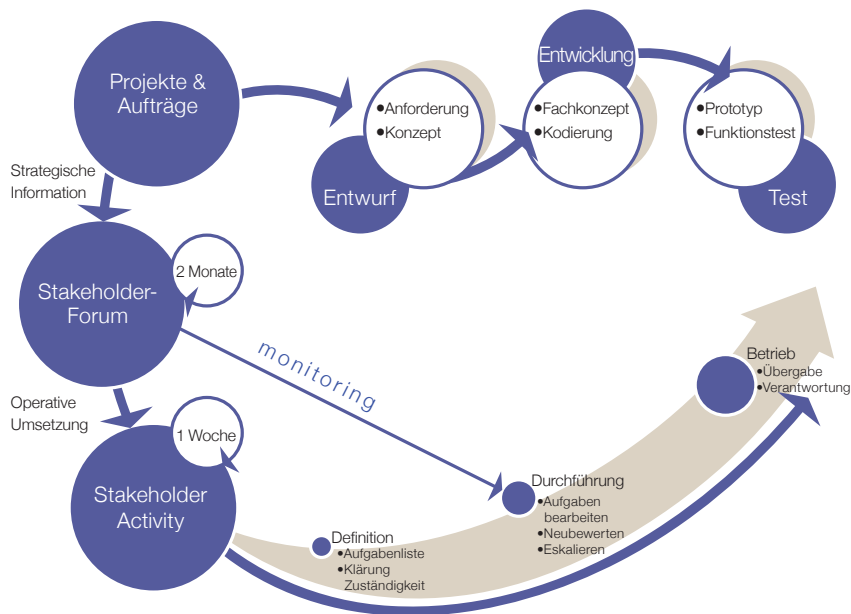 Projekte &
Aufträge
•Anforderung
•Konzept
Entwurf
Entwicklung
•Fachkonzept
•Kodierung
•Prototyp
•Funktionstest
Test
Strategische
Information
2 Monate
Stakeholder-
Forum
monitoring
Operative
Umsetzung
1 Woche
Stakeholder
Activity
Definition
•Aufgabenliste
•Klärung
Zuständigkeit
Durchführung
•Aufgaben
bearbeiten
•Neubewerten
•Eskalieren
Betrieb
•Übergabe
•Verantwortung